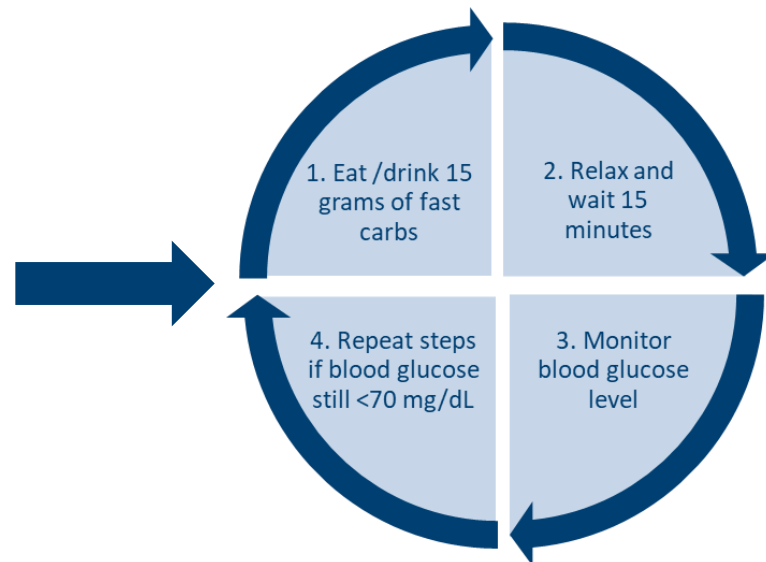 1. Eat /drink 15
grams of fast
carbs
2. Relax and
wait 15
minutes
3. Monitor
blood glucose
level
4. Repeat steps
if blood glucose
still <70 mg/dL